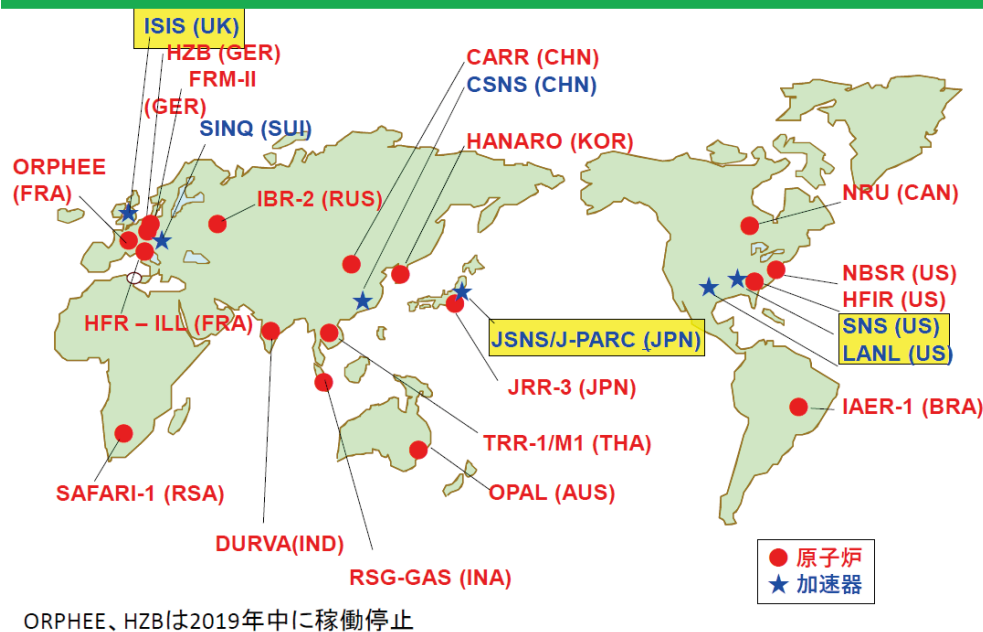 ISIS (UK)
HZB (GER)
FRM-II
(GER)
SINQ (SUI)
ORPHEE
(FRA)
IBR-2 (RUS)
CARR (CHN)
CSNS (CHN)
HANARO (KOR)
NRU (CAN)
NBSR (US)
HFIR (US)
SNS (US)
LANL (US)
HFR – ILL (FRA)
JSNS/J-PARC (JPN)
JRR-3 (JPN)
IAER-1 (BRA)
TRR-1/M1 (THA)
SAFARI-1 (RSA)
OPAL (AUS)
DURVA(IND)
RSG-GAS (INA)
原子炉
加速器
ORPHEE、HZBは2019年中に稼働停止